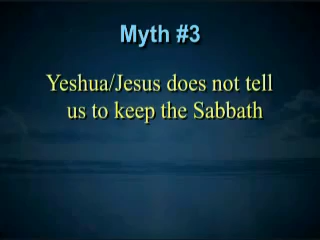 Myth #3
Yeshua/Jesus does not tell
us to keep the Sabbath